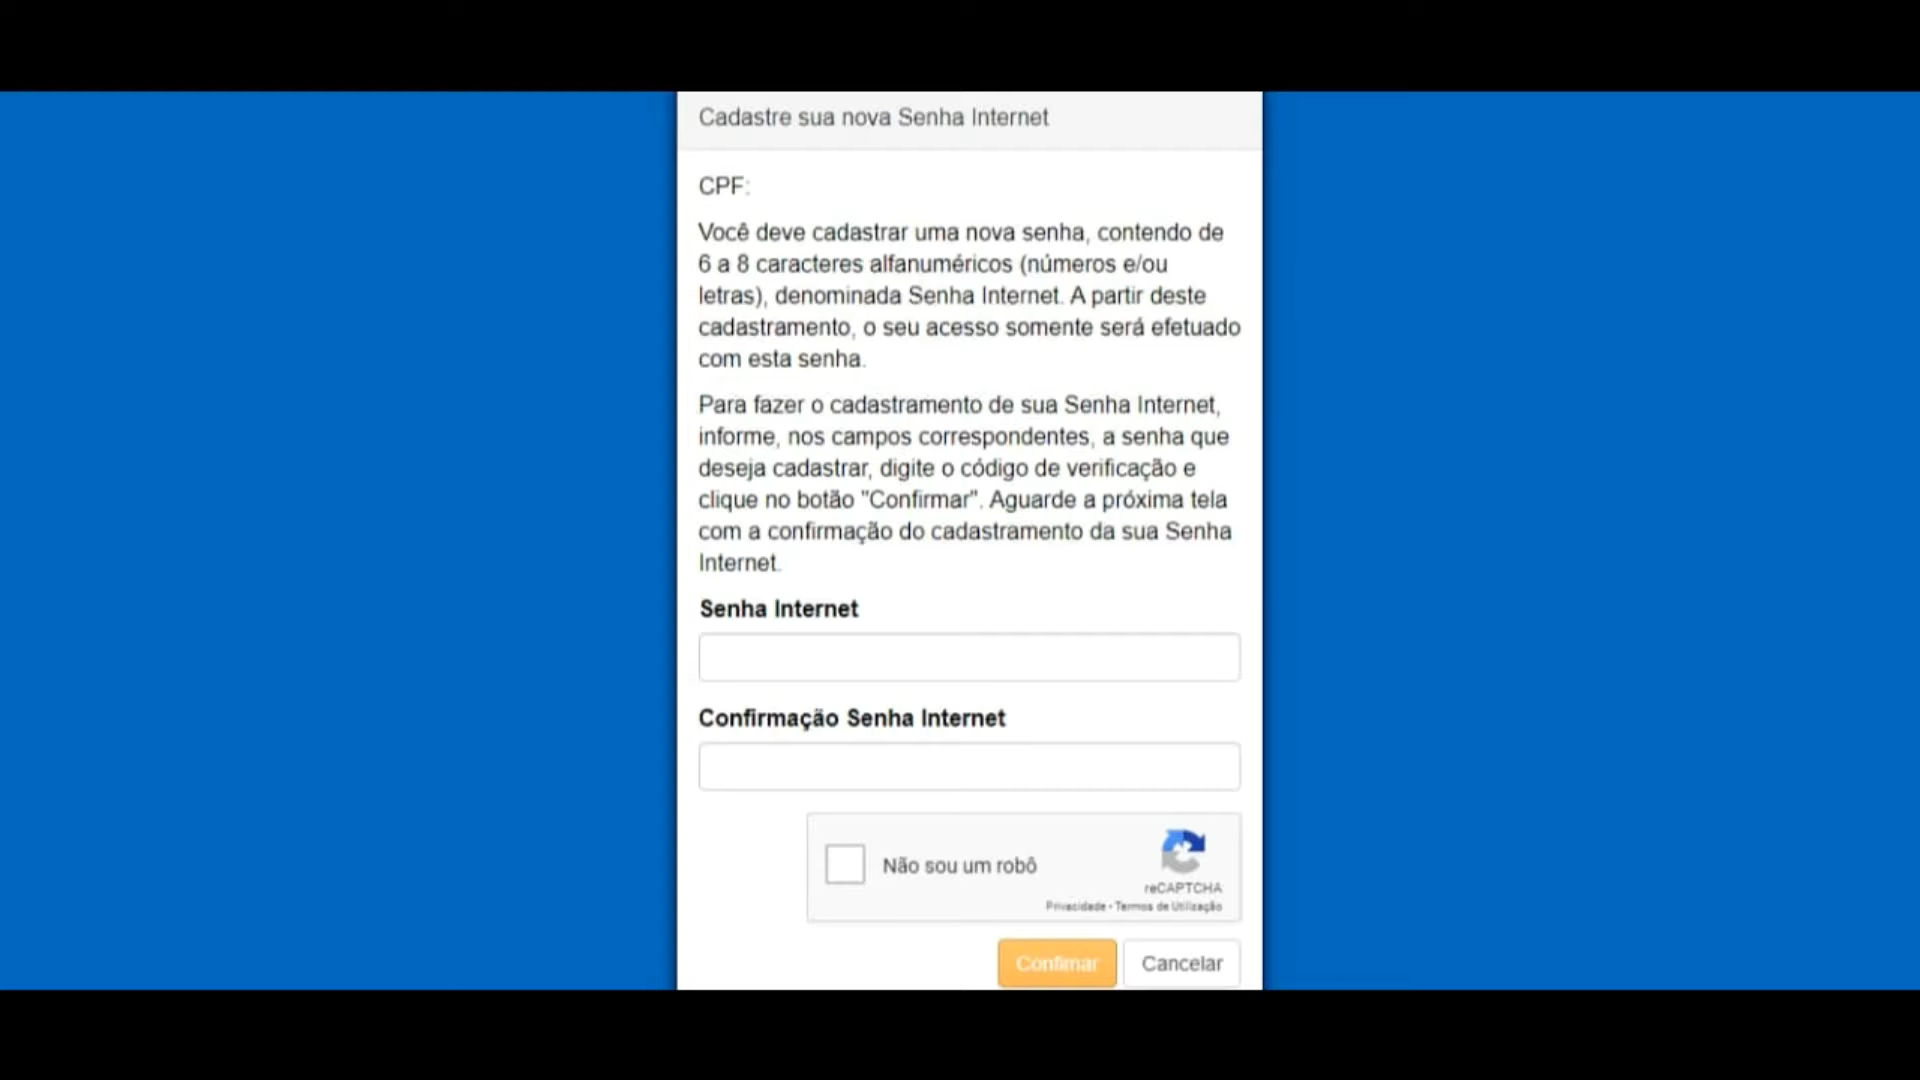 Cadastre sua nova Senha Internet
CPF:
Você deve cadastrar uma nova senha, contendo de
6 a 8 caracteres alfanuméricos (números e/ou
letras), denominada Senha Internet. A partir deste
cadastramento, o seu acesso somente será efetuado
com esta senha.
Para fazer o cadastramento de sua Senha Internet,
informe, nos campos correspondentes, a senha que
deseja cadastrar, digite o código de verificação e
clique no botão "Confirmar". Aguarde a próxima tela
com a confirmação do cadastramento da sua Senha
Internet.
Senha Internet
Confirmação Senha Internet
Não sou um robô
reCAPTCHA
Privacidade - Termos de Utilização
Confimar
Cancelar